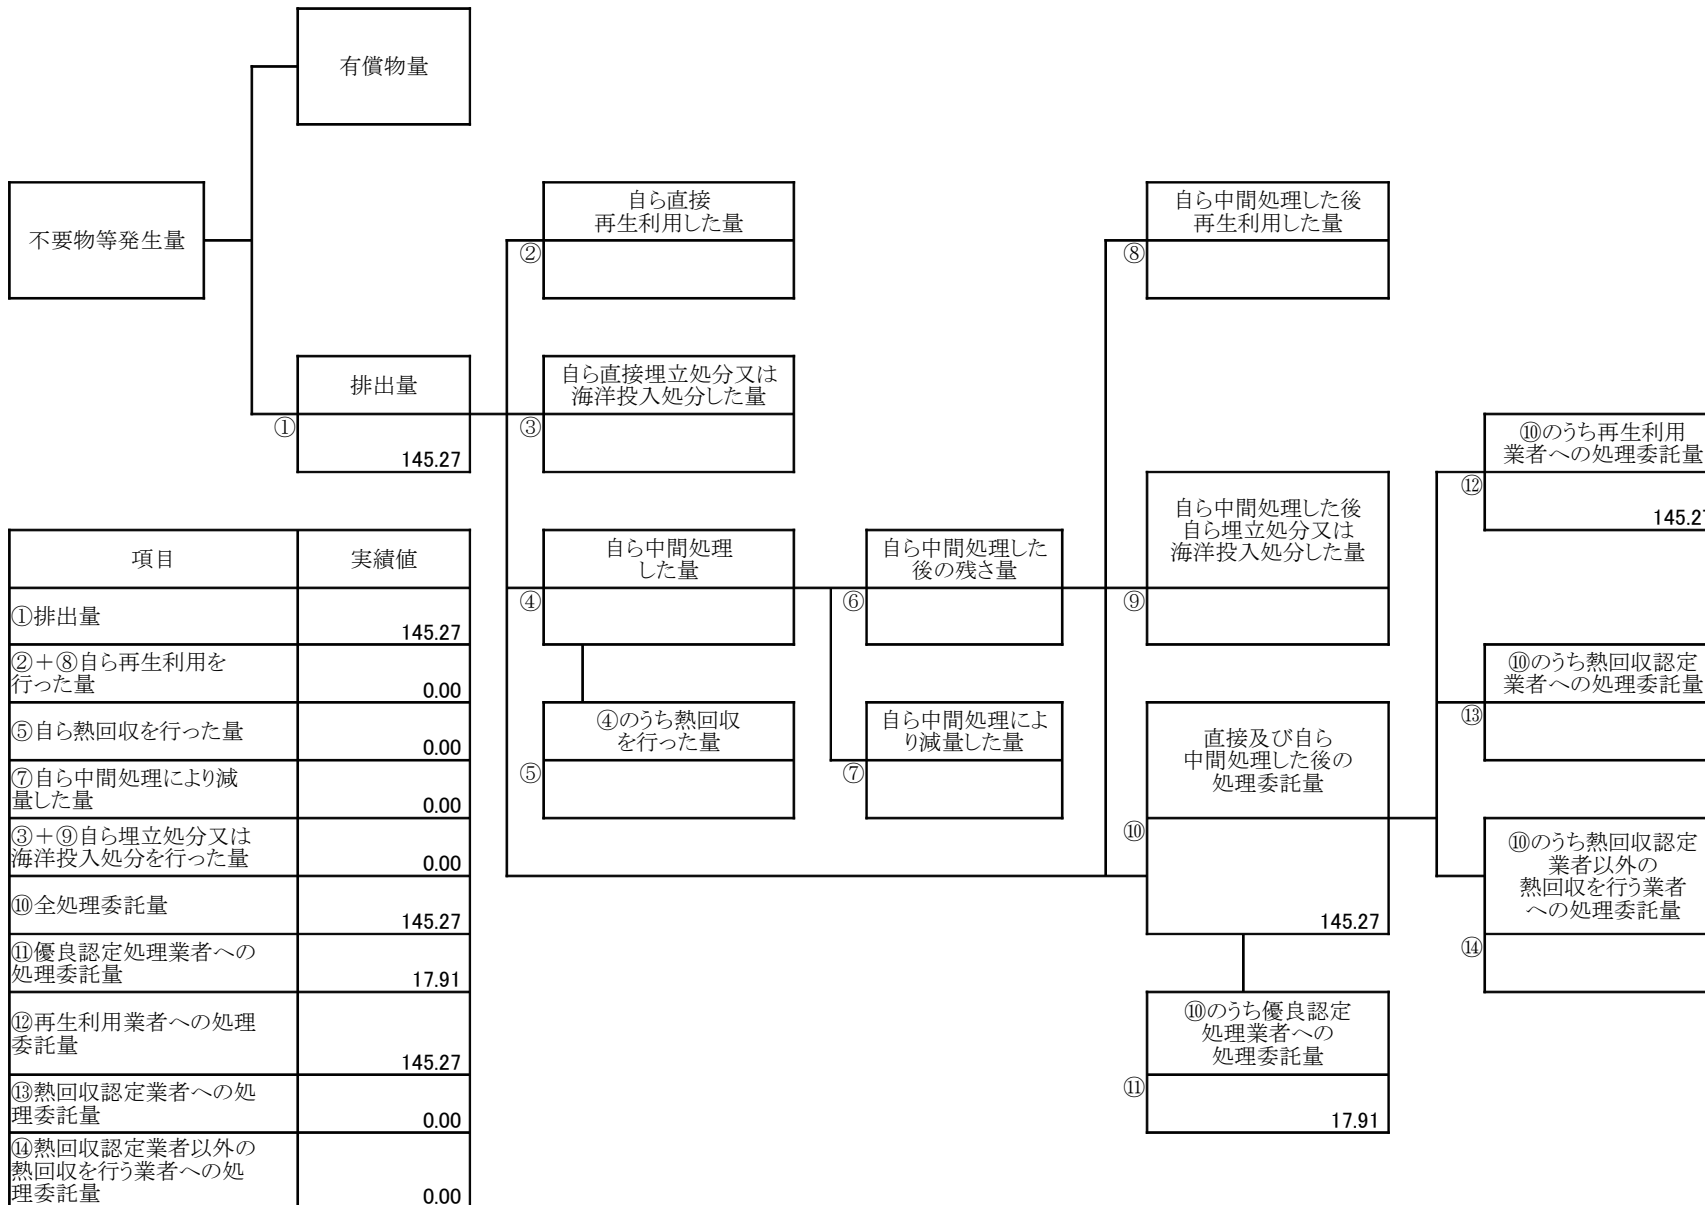 有償物量
不要物等発生量
自ら直接
再生利用した量
②
自ら中間処理した後
再生利用した量
⑧
排出量
①
145.27
自ら直接埋立処分又は
海洋投入処分した量
③
⑩のうち再生利用
業者への処理委託量
⑫
145.27
自ら中間処理
した量
④
自ら中間処理した
後の残さ量
⑥
自ら中間処理した後
自ら埋立処分又は
海洋投入処分した量
⑨
⑩のうち熱回収認定
業者への処理委託量
⑬
④のうち熱回収
を行った量
⑤
自ら中間処理によ
り減量した量
⑦
直接及び自ら
中間処理した後の
処理委託量
⑩
145.27
⑩のうち熱回収認定
業者以外の
熱回収を行う業者
への処理委託量
⑭
⑩のうち優良認定
処理業者への
処理委託量
⑪
17.91
項目 実績値
①排出量
145.27
②+⑧自ら再生利用を
行った量
0.00
⑤自ら熱回収を行った量
0.00
⑦自ら中間処理により減
量した量
0.00
③+⑨自ら埋立処分又は
海洋投入処分を行った量
0.00
⑩全処理委託量
145.27
⑪優良認定処理業者への
処理委託量
17.91
⑫再生利用業者への処理
委託量
145.27
⑬熱回収認定業者への処
理委託量
0.00
⑭熱回収認定業者以外の
熱回収を行う業者への処
理委託量
0.00